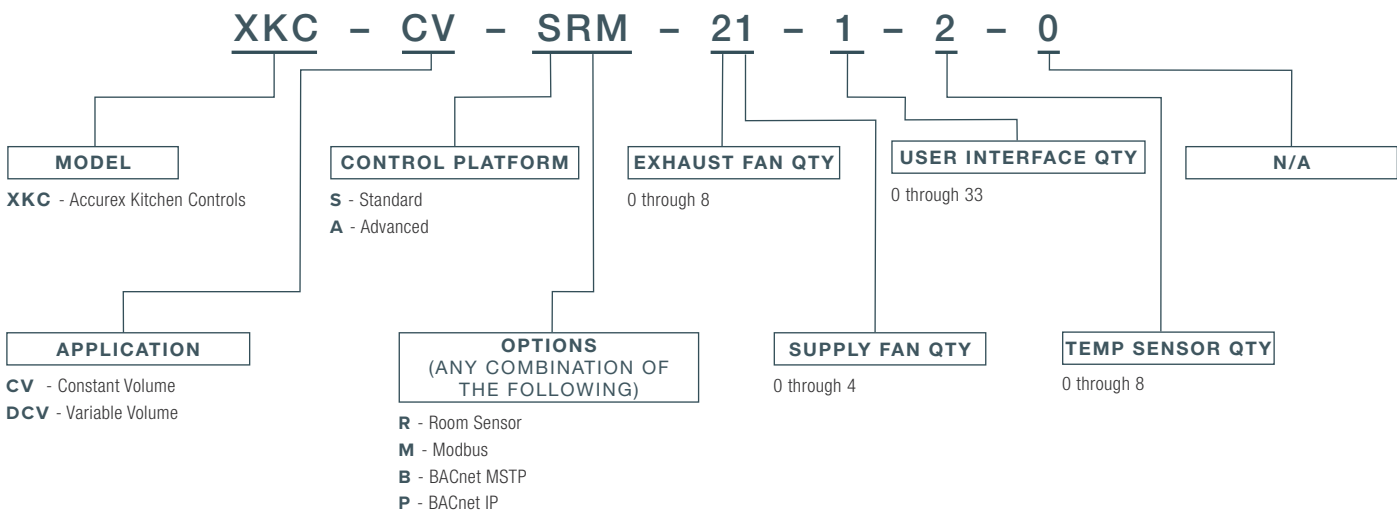 XKC – CV – SRM – 21 – 1 – 2 – 0
MODEL
XKC - Accurex Kitchen Controls
CONTROL PLATFORM
S - Standard
A - Advanced
EXHAUST FAN QTY
0 through 8
USER INTERFACE QTY
0 through 33
N/A
APPLICATION
CV - Constant Volume
DCV - Variable Volume
OPTIONS
(ANY COMBINATION OF
THE FOLLOWING)
R - Room Sensor
M - Modbus
B - BACnet MSTP
P - BACnet IP
SUPPLY FAN QTY
0 through 4
TEMP SENSOR QTY
0 through 8